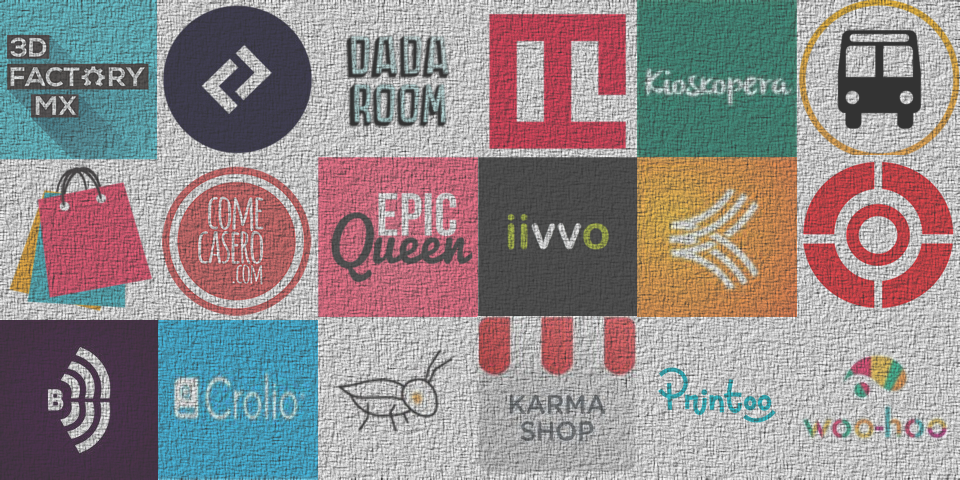 3D
FACTORY
MX
DADA
ROOM
Kioskopera
COME
CASERO
.COM
EPIC
Queen
iivvo
B
Crolio
KARMA
SHOP
Printoo
woo-hoo